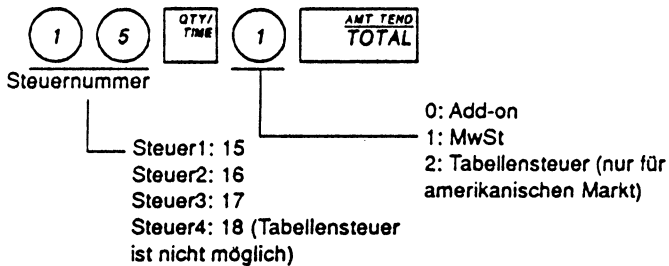 1 5 QTY/ TIME 1 AMT TEND TOTAL
Steuernummer
0: Add-on
1: MwSt
2: Tabellensteuer (nur für
amerikanischen Markt)
Steuer1: 15
Steuer2: 16
Steuer3: 17
Steuer4: 18 (Tabellensteuer
ist nicht möglich)